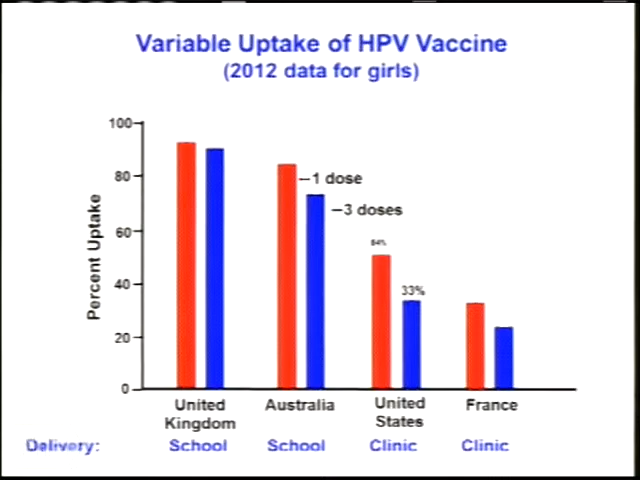 Variable Uptake of HPV Vaccine
(2012 data for girls)
Percent Uptake
100
80
60
40
20
0
1 dose
3 doses
33%
United Kingdom
Australia
United States
France
Delivery:
School
School
Clinic
Clinic